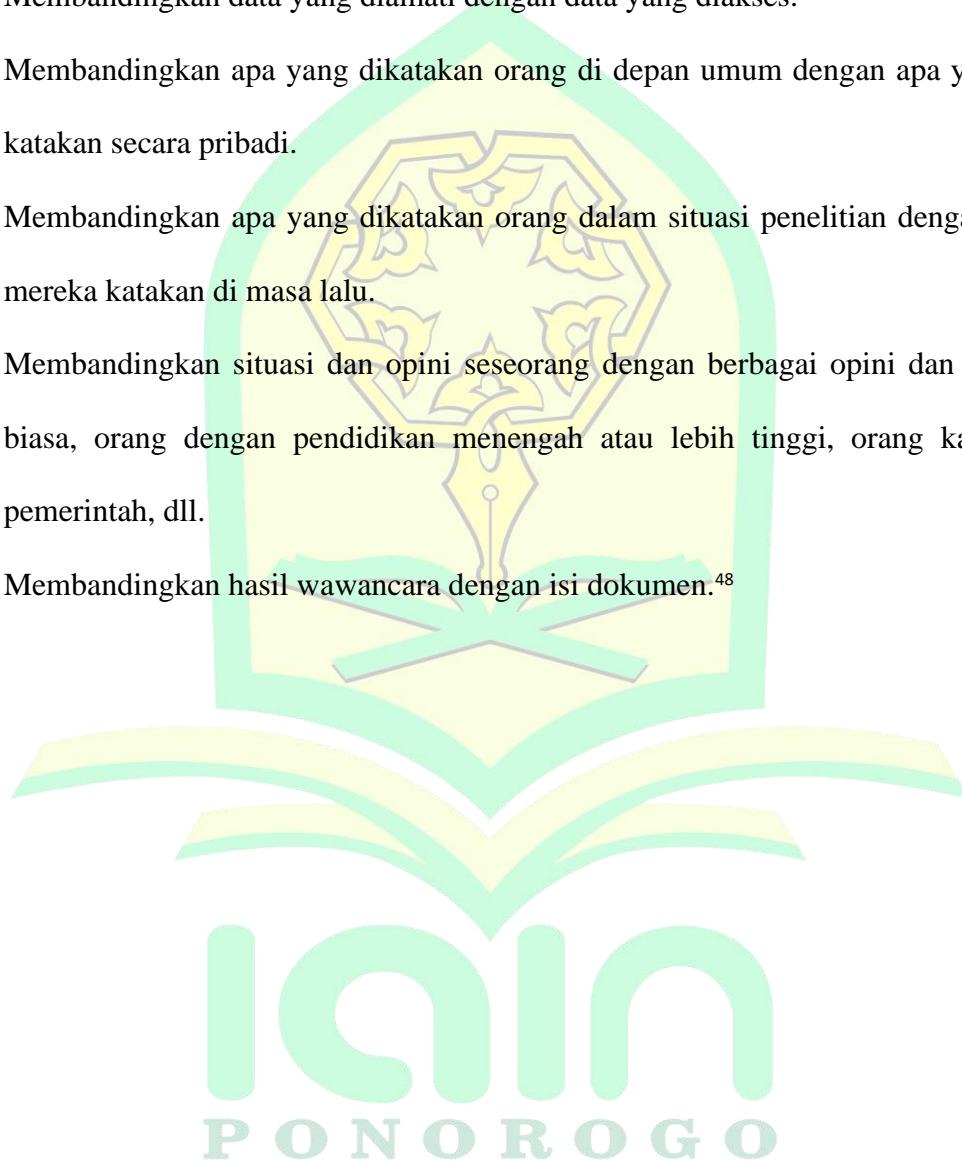 Membandingkan data yang diamati dengan data yang diakses.
Membandingkan apa yang dikatakan orang di depan umum dengan apa y
katakan secara pribadi.
Membandingkan apa yang dikatakan orang dalam situasi penelitian denga
mereka katakan di masa lalu.
Membandingkan situasi dan opini seseorang dengan berbagai opini dan
biasa, orang dengan pendidikan menengah atau lebih tinggi, orang ka
pemerintah, dll.
Membandingkan hasil wawancara dengan isi dokumen.⁴⁸
iain
PONOROGO